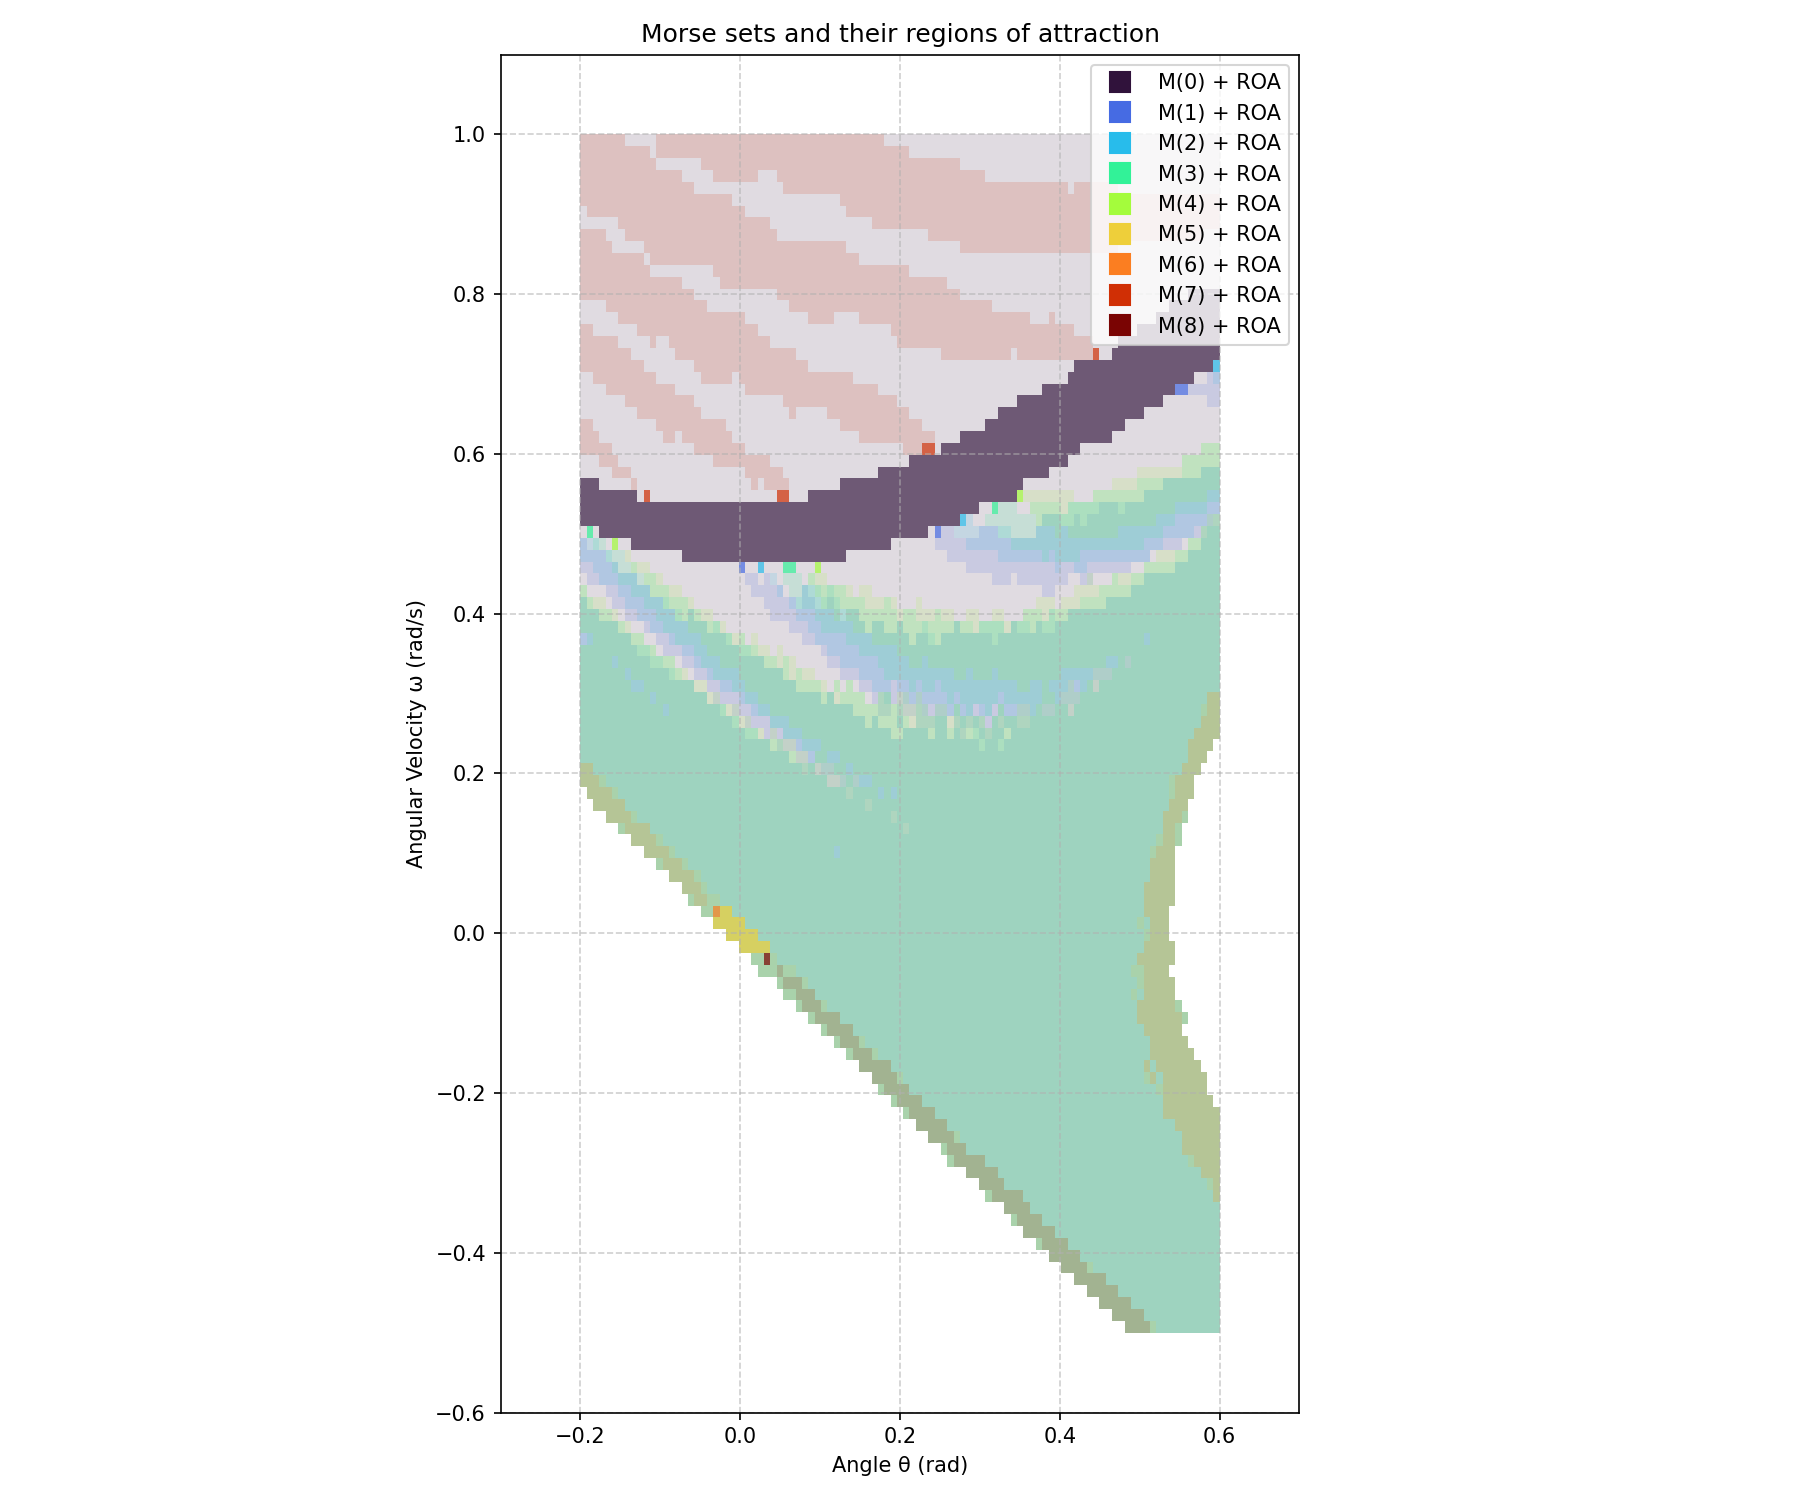 Morse sets and their regions of attraction
M(0) + ROA
M(1) + ROA
M(2) + ROA
M(3) + ROA
M(4) + ROA
M(5) + ROA
M(6) + ROA
M(7) + ROA
M(8) + ROA
1.0
0.8
0.6
0.4
0.2
0.0
−0.2
−0.4
−0.6
Angular Velocity ω (rad/s)
−0.2
0.0
0.2
0.4
0.6
Angle θ (rad)